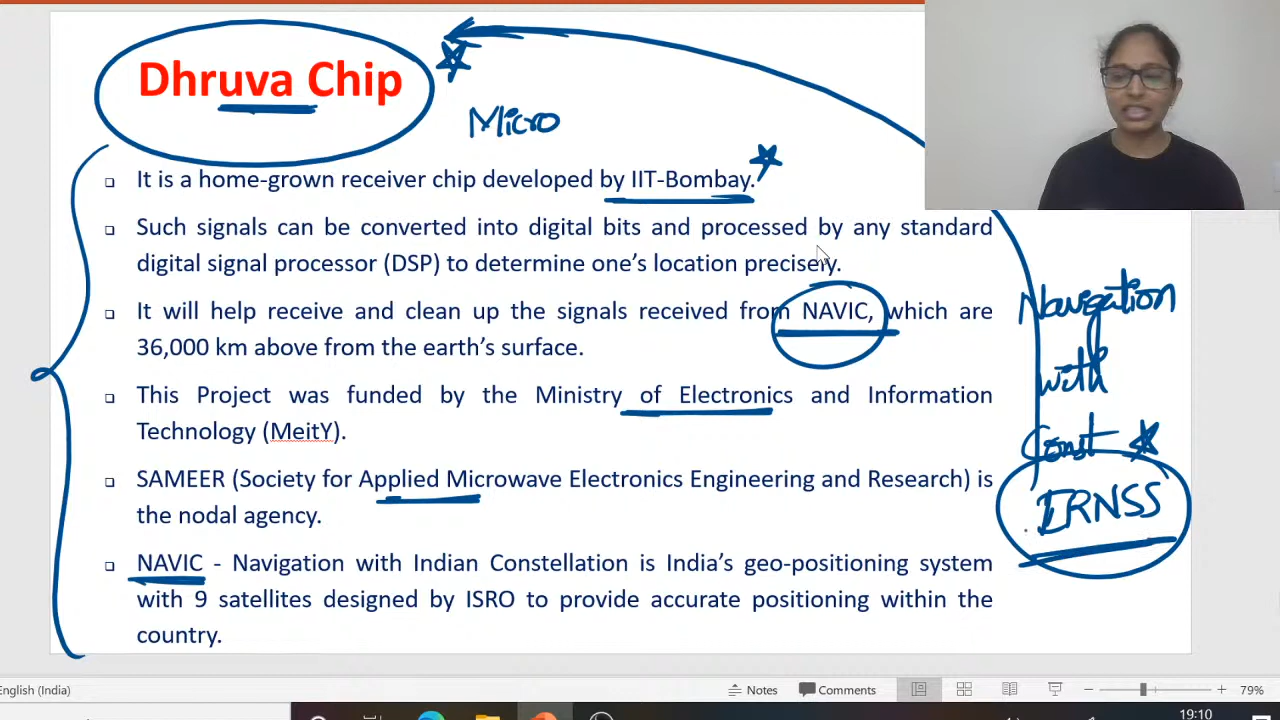 Dhruva Chip
Micro
It is a home-grown receiver chip developed by IIT-Bombay.
Such signals can be converted into digital bits and processed by any standard
digital signal processor (DSP) to determine one's location precisely.
It will help receive and clean up the signals received from NAVIC, which are
36,000 km above from the earth's surface.
This Project was funded by the Ministry of Electronics and Information
Technology (MeitY).
SAMEER (Society for Applied Microwave Electronics Engineering and Research) is
the nodal agency.
NAVIC - Navigation with Indian Constellation is India's geo-positioning system
with 9 satellites designed by ISRO to provide accurate positioning within the
country.
Navigation
with
Const
IRNSS
English (India)
Notes
Comments
79%
19:10